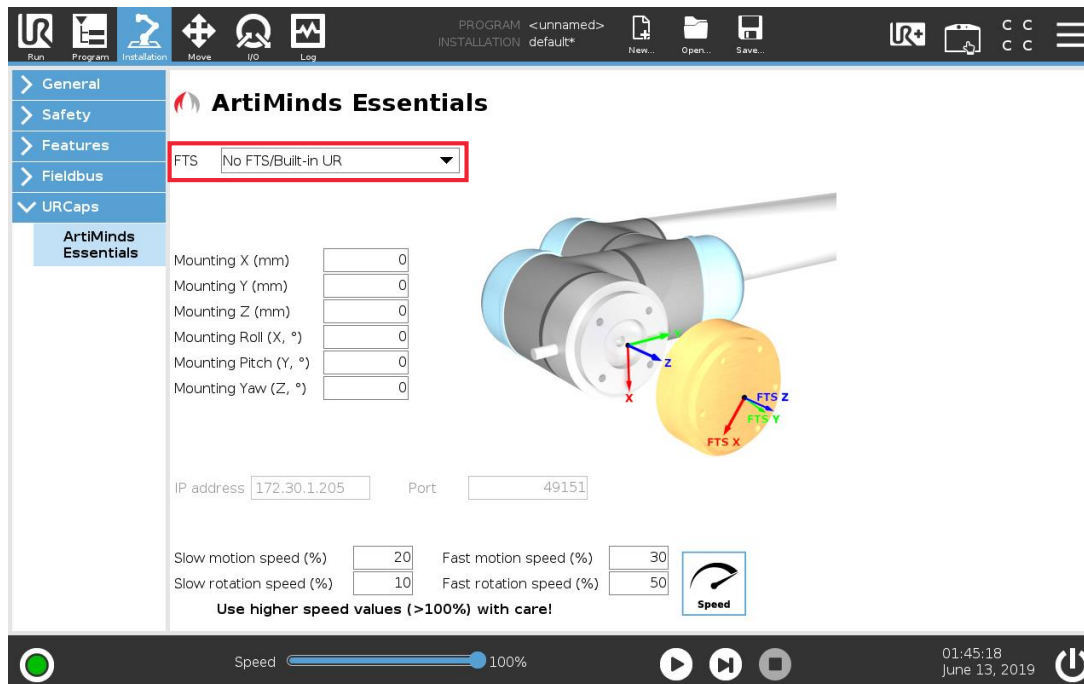 UR
Run
Program
Installation
Move
I/O
Log
PROGRAM <unnamed>
INSTALLATION default*
New...
Open...
Save...
UR+
C C
C C
General
Safety
Features
Fieldbus
URCaps
ArtiMinds
Essentials
ArtiMinds Essentials
FTS No FTS/Built-in UR
Mounting X (mm) 0
Mounting Y (mm) 0
Mounting Z (mm) 0
Mounting Roll (X, °) 0
Mounting Pitch (Y, °) 0
Mounting Yaw (Z, °) 0
Y
Z
X
FTS Z
FTS Y
FTS X
IP address 172.30.1.205 Port 49151
Slow motion speed (%) 20 Fast motion speed (%) 30
Slow rotation speed (%) 10 Fast rotation speed (%) 50
Use higher speed values (>100%) with care!
Speed
Speed 100%
01:45:18
June 13, 2019